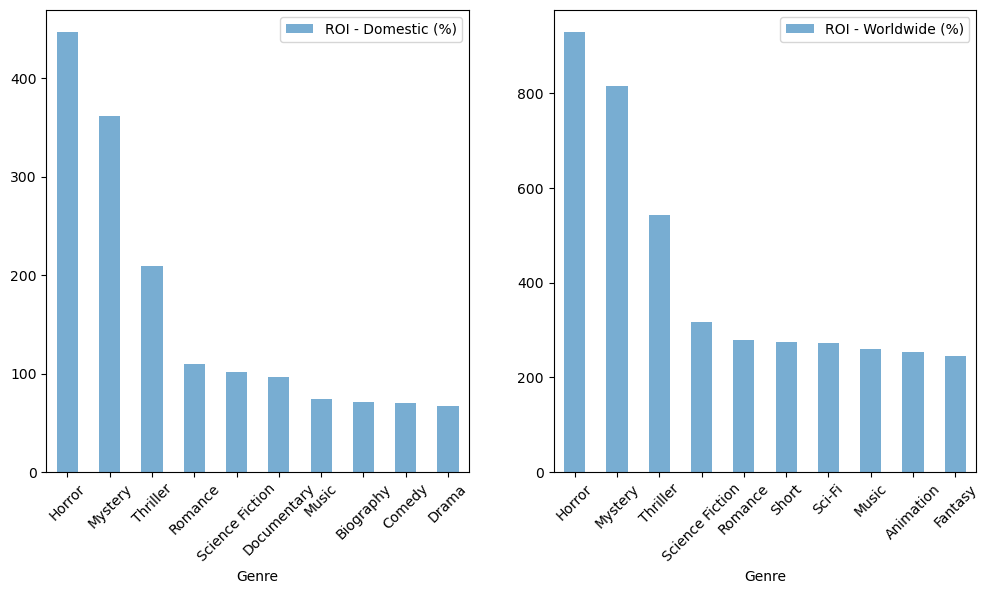 ROI - Domestic (%)
400
300
200
100
0
Horror
Mystery
Thriller
Romance
Science Fiction
Documentary
Music
Biography
Comedy
Drama
Genre
ROI - Worldwide (%)
800
600
400
200
0
Horror
Mystery
Thriller
Science Fiction
Romance
Short
Sci-Fi
Music
Animation
Fantasy
Genre